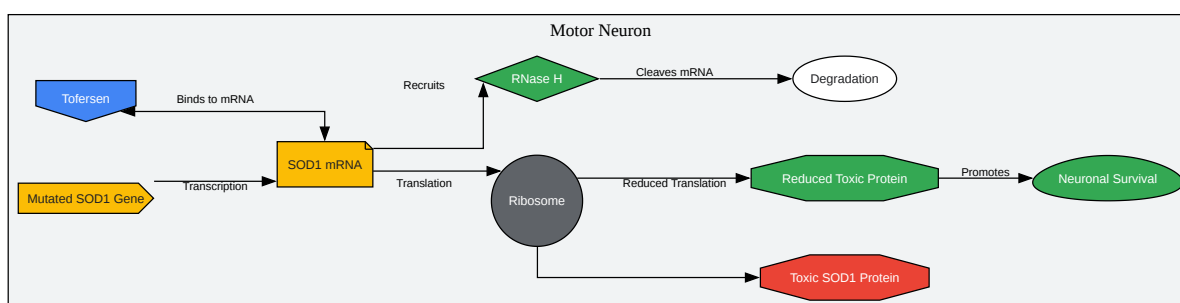 Motor Neuron
RNase H
Cleaves mRNA
Degradation
Recruits
Tofersen
Binds to mRNA
SOD1 mRNA
Mutated SOD1 Gene
Transcription
Translation
Ribosome
Reduced Translation
Reduced Toxic Protein
Promotes
Neuronal Survival
Toxic SOD1 Protein